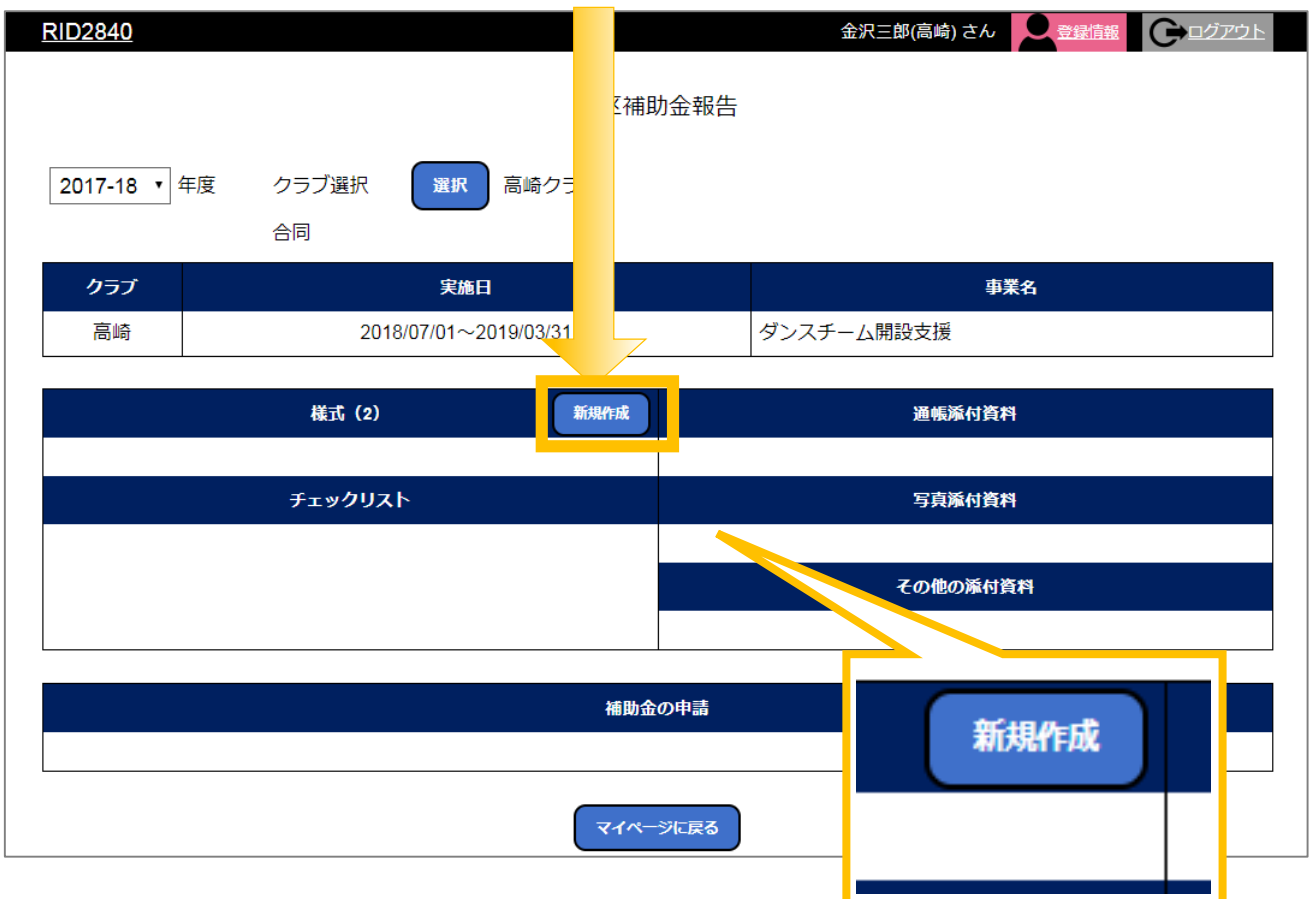 RID2840 金沢三郎(高崎) さん 登録情報 ログアウト
補助金報告
2017-18 年度 クラブ選択 選択 高崎クラ
合同
クラブ 実施日 事業名
高崎 2018/07/01～2019/03/31 ダンスチーム開設支援
様式（2） 新規作成 通帳添付資料
チェックリスト 写真添付資料
その他の添付資料
補助金の申請
新規作成
マイページに戻る